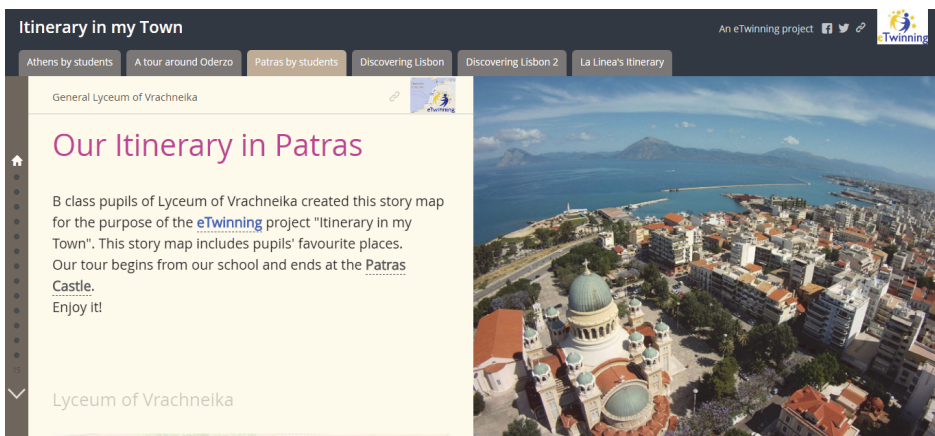 Itinerary in my Town
An eTwinning project
eTwinning
Athens by students
A tour around Oderzo
Patras by students
Discovering Lisbon
Discovering Lisbon 2
La Linea's Itinerary
General Lyceum of Vrachneika
eTwinning
Our Itinerary in Patras
B class pupils of Lyceum of Vrachneika created this story map
for the purpose of the eTwinning project "Itinerary in my
Town". This story map includes pupils' favourite places.
Our tour begins from our school and ends at the Patras
Castle.
Enjoy it!
15
Lyceum of Vrachneika